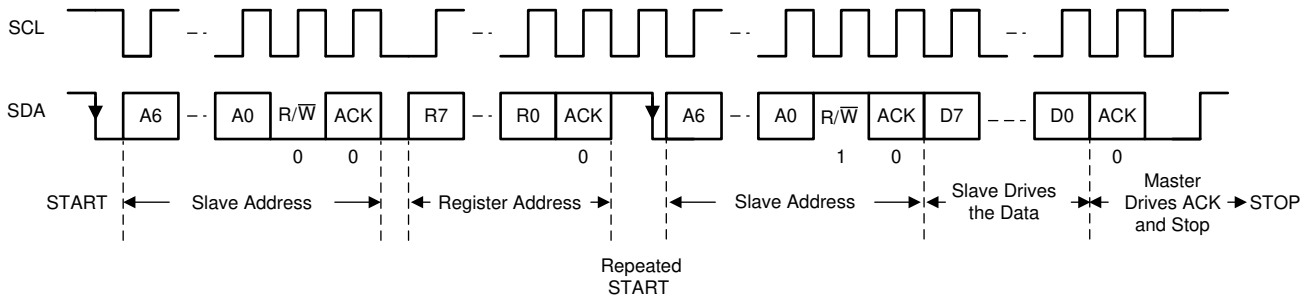 SCL
SDA
A6 A0 R/W̅ ACK R7 R0 ACK A6 A0 R/W̅ ACK D7 D0 ACK
0 0 0 1 0 0
START Slave Address Register Address Slave Address Slave Drives
the Data Master
Drives ACK
and Stop STOP
Repeated
START